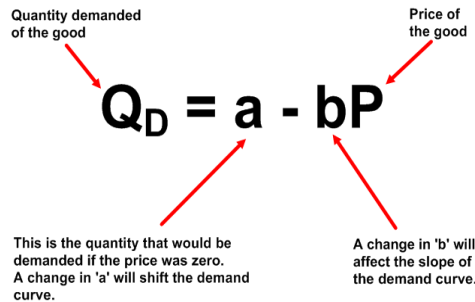 Quantity demanded
of the good
Price of
the good
QD = a - bP
This is the quantity that would be
demanded if the price was zero.
A change in 'a' will shift the demand
curve.
A change in 'b' will
affect the slope of
the demand curve.